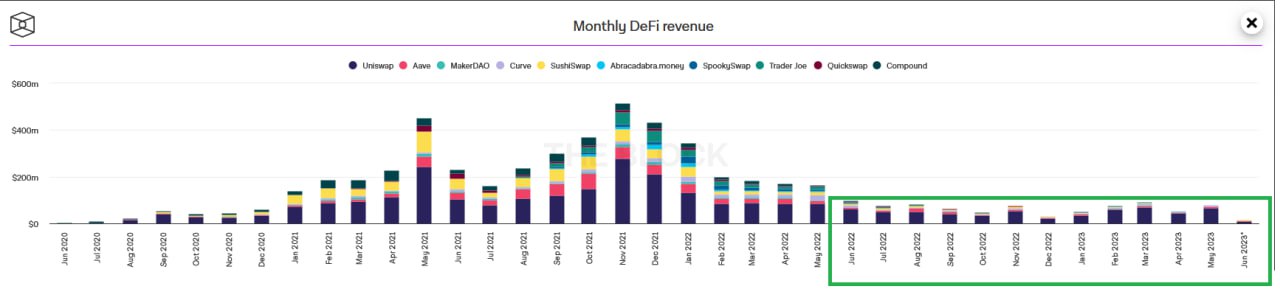 Monthly DeFi revenue
Uniswap Aave MakerDAO Curve SushiSwap Abracadabra.money SpookySwap Trader Joe Quickswap Compound
$600m
$400m
$200m
$0
THE BLOCK
Jun 2020 Jul 2020 Aug 2020 Sep 2020 Oct 2020 Nov 2020 Dec 2020 Jan 2021 Feb 2021 Mar 2021 Apr 2021 May 2021 Jun 2021 Jul 2021 Aug 2021 Sep 2021 Oct 2021 Nov 2021 Dec 2021 Jan 2022 Feb 2022 Mar 2022 Apr 2022 May 2022 Jun 2022 Jul 2022 Aug 2022 Sep 2022 Oct 2022 Nov 2022 Dec 2022 Jan 2023 Feb 2023 Mar 2023 Apr 2023 May 2023 Jun 2023*